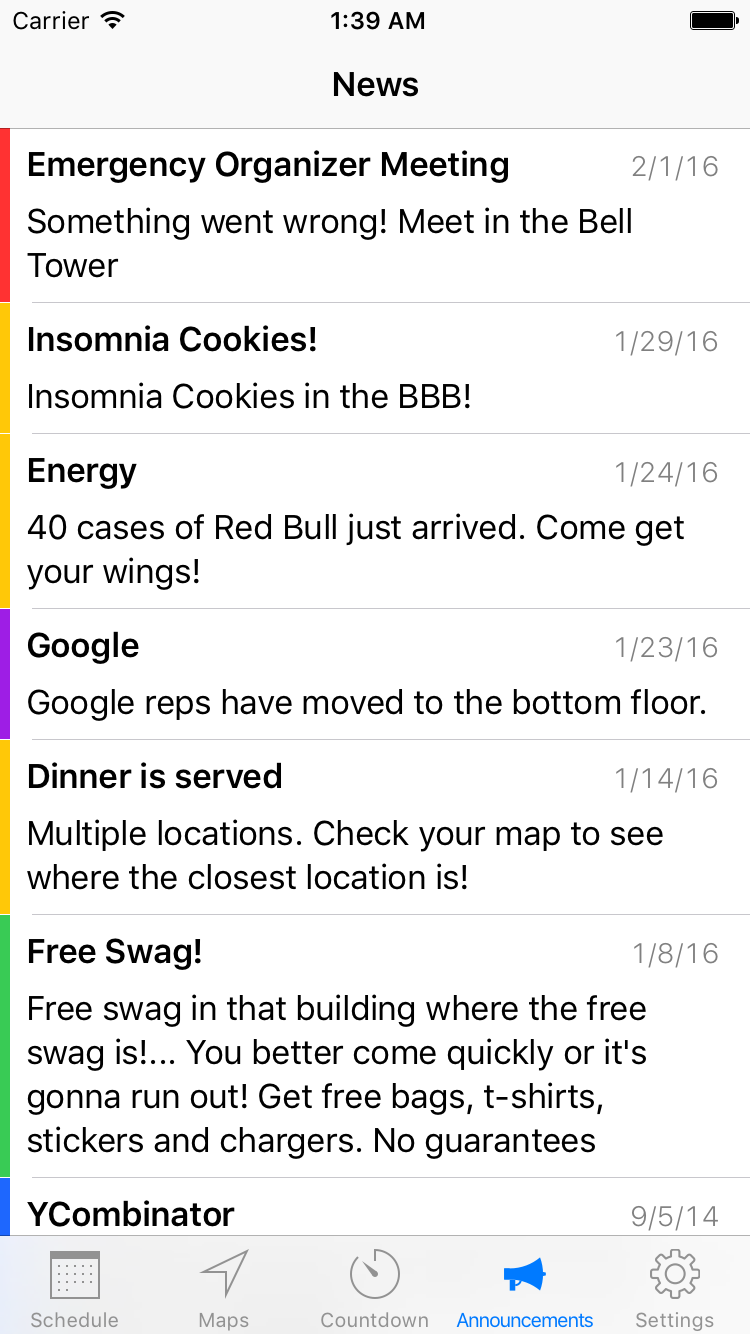 Carrier 1:39 AM
News
Emergency Organizer Meeting 2/1/16
Something went wrong! Meet in the Bell
Tower
Insomnia Cookies! 1/29/16
Insomnia Cookies in the BBB!
Energy 1/24/16
40 cases of Red Bull just arrived. Come get
your wings!
Google 1/23/16
Google reps have moved to the bottom floor.
Dinner is served 1/14/16
Multiple locations. Check your map to see
where the closest location is!
Free Swag! 1/8/16
Free swag in that building where the free
swag is!... You better come quickly or it's
gonna run out! Get free bags, t-shirts,
stickers and chargers. No guarantees
YCombinator 9/5/14
Schedule Maps Countdown Announcements Settings